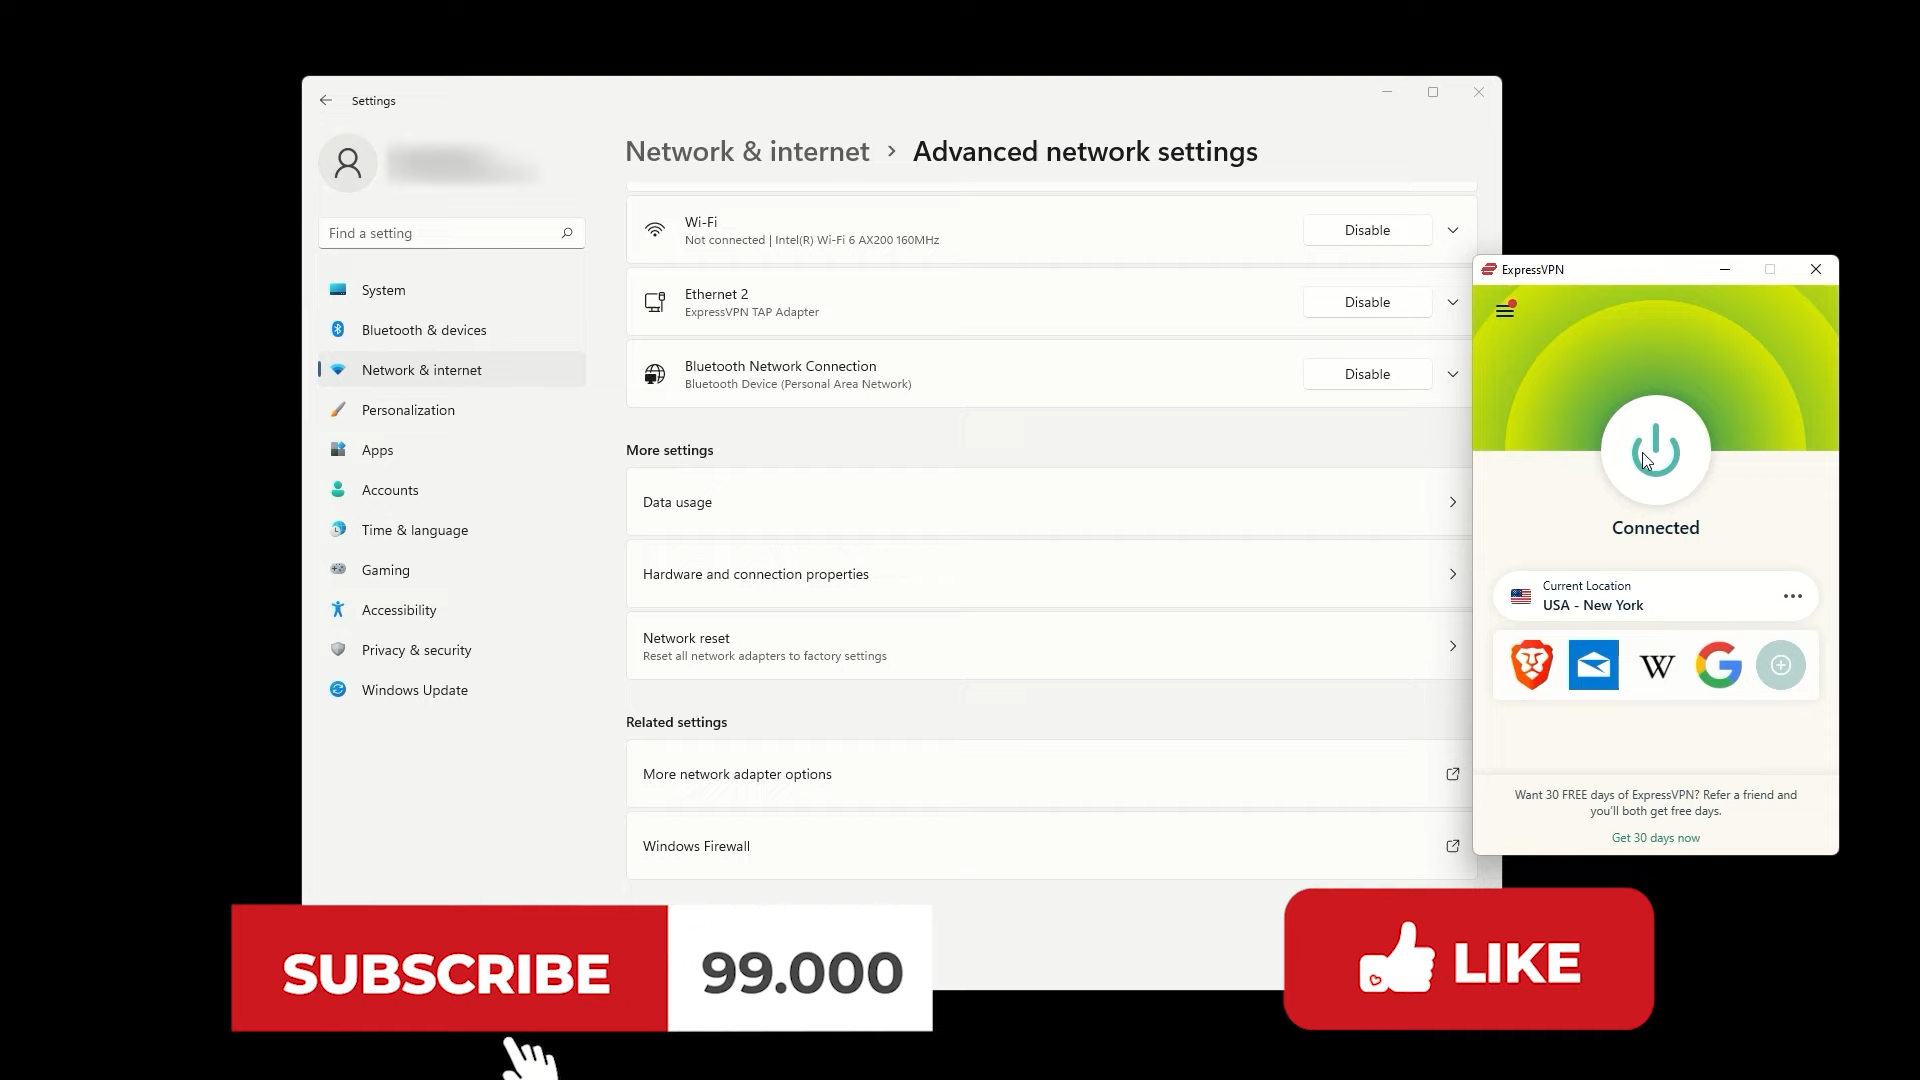 Settings
Find a setting
System
Bluetooth & devices
Network & internet
Personalization
Apps
Accounts
Time & language
Gaming
Accessibility
Privacy & security
Windows Update
Network & internet › Advanced network settings
Wi-Fi
Not connected | Intel(R) Wi-Fi 6 AX200 160MHz
Disable
Ethernet 2
ExpressVPN TAP Adapter
Disable
Bluetooth Network Connection
Bluetooth Device (Personal Area Network)
Disable
More settings
Data usage
Hardware and connection properties
Network reset
Reset all network adapters to factory settings
Related settings
More network adapter options
Windows Firewall
ExpressVPN
Connected
Current Location
USA - New York
W
G
Want 30 FREE days of ExpressVPN? Refer a friend and
you'll both get free days.
Get 30 days now
SUBSCRIBE 99.000
LIKE